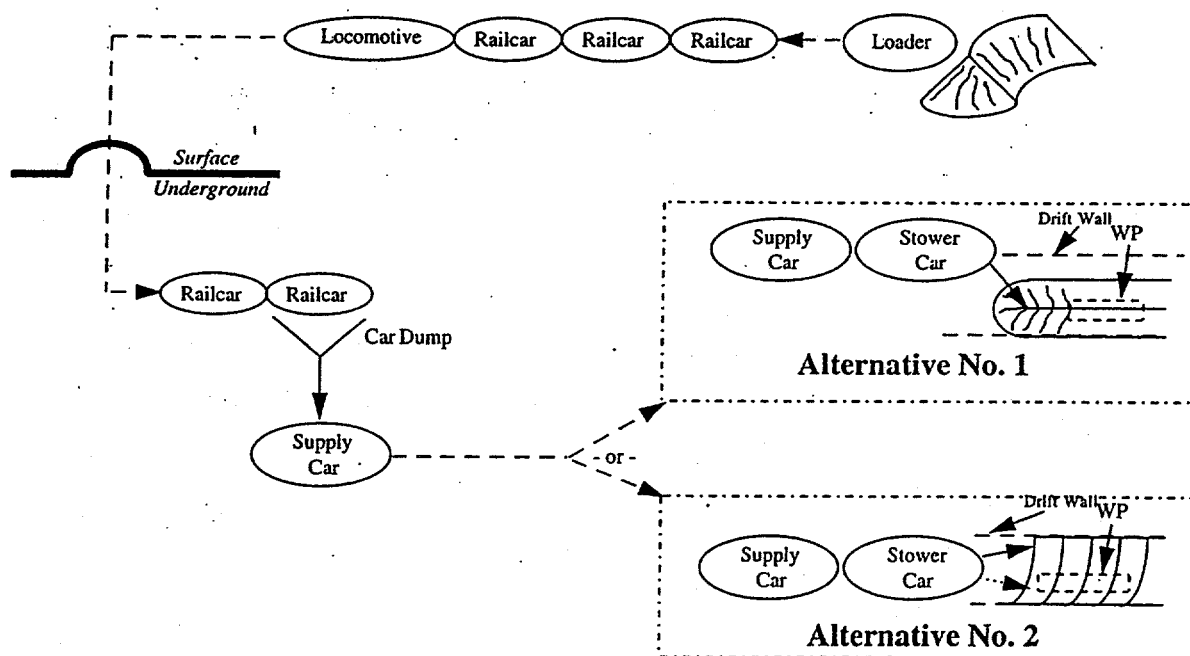 Locomotive
Railcar
Railcar
Railcar
Loader
Surface
Underground
Railcar
Railcar
Car Dump
Supply
Car
- or -
Supply
Car
Stower
Car
Drift Wall
WP
Alternative No. 1
Supply
Car
Stower
Car
Drift Wall
WP
Alternative No. 2